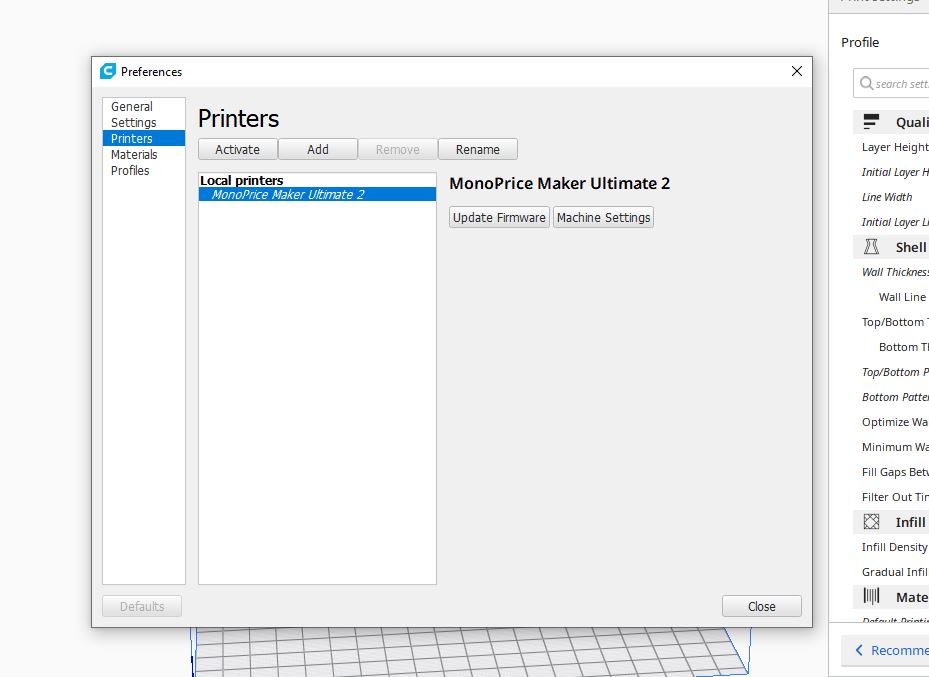 Preferences
General
Settings
Printers
Materials
Profiles
Printers
Activate Add Remove Rename
Local printers
MonoPrice Maker Ultimate 2
MonoPrice Maker Ultimate 2
Update Firmware Machine Settings
Defaults
Close
Profile
search sett
Quali
Layer Height
Initial Layer H
Line Width
Initial Layer Li
Shell
Wall Thickness
Wall Line
Top/Bottom T
Bottom Th
Top/Bottom P
Bottom Patte
Optimize Wa
Minimum Wa
Fill Gaps Betw
Filter Out Tin
Infill
Infill Density
Gradual Infil
Mate
Recomme